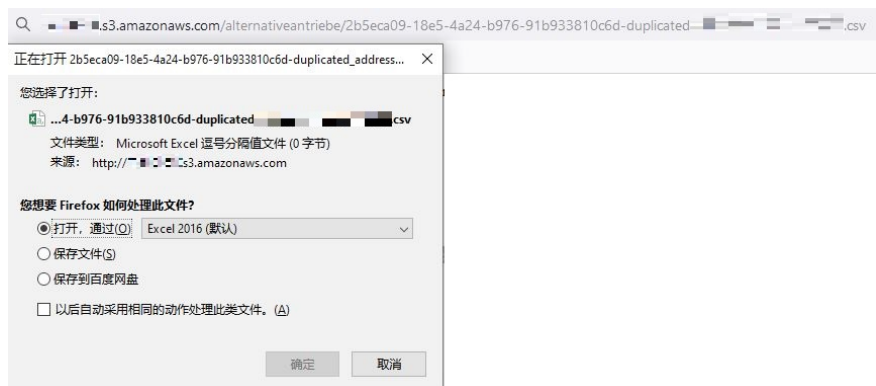 .s3.amazonaws.com/alternativeantriebe/2b5eca09-18e5-4a24-b976-91b933810c6d-duplicated .csv
正在打开 2b5eca09-18e5-4a24-b976-91b933810c6d-duplicated_address...
您选择了打开：
...4-b976-91b933810c6d-duplicated csv
文件类型： Microsoft Excel 逗号分隔值文件 (0 字节)
来源： http:// s3.amazonaws.com
您想要 Firefox 如何处理此文件?
打开，通过(O) Excel 2016 (默认)
保存文件(S)
保存到百度网盘
以后自动采用相同的动作处理此类文件。(A)
确定 取消